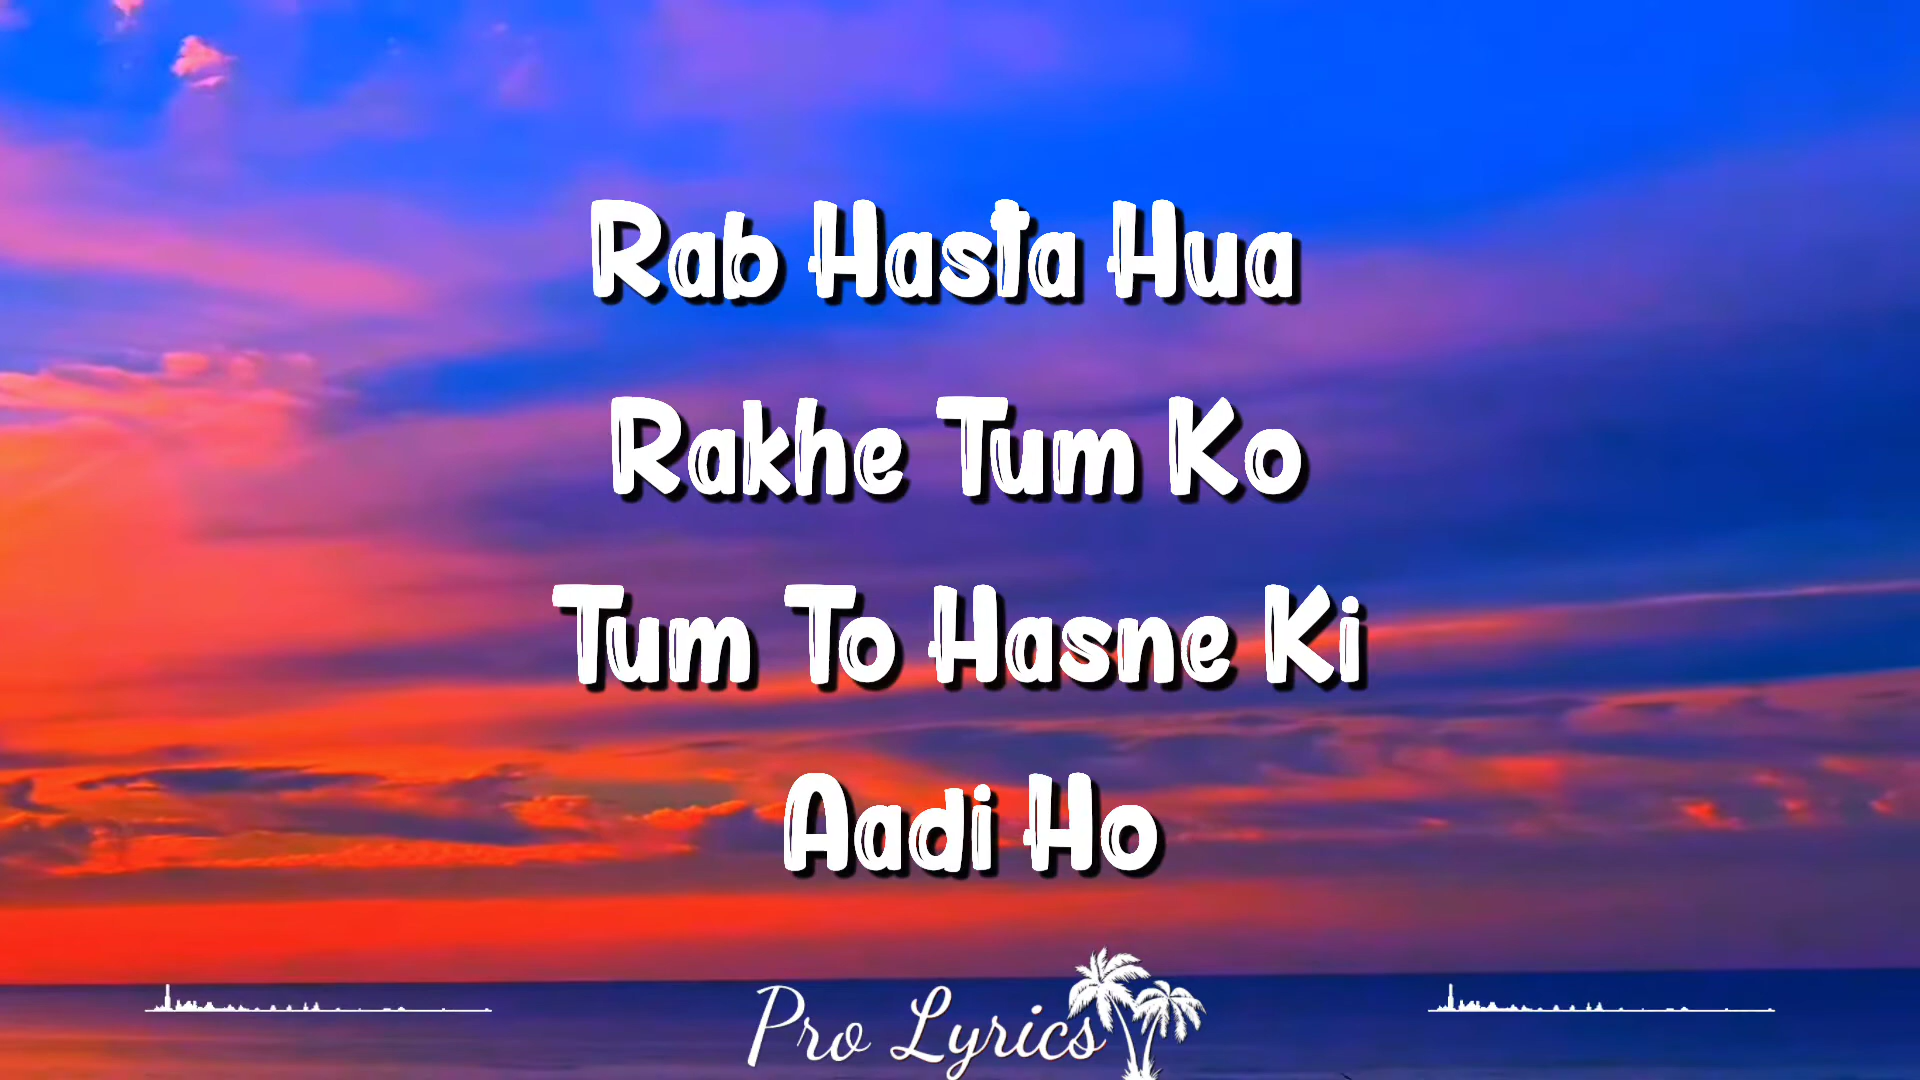 Rab Hasta Hua
Rakhe Tum Ko
Tum To Hasne Ki
Aadi Ho
Pro Lyrics